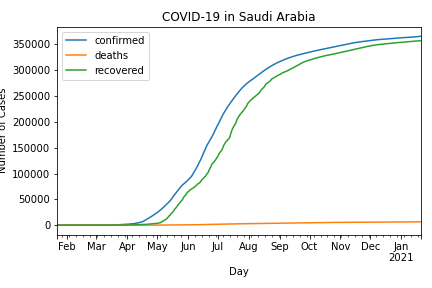 COVID-19 in Saudi Arabia
confirmed
deaths
recovered
350000
300000
250000
200000
150000
100000
50000
0
Number of Cases
Feb Mar Apr May Jun Jul Aug Sep Oct Nov Dec Jan
2021
Day